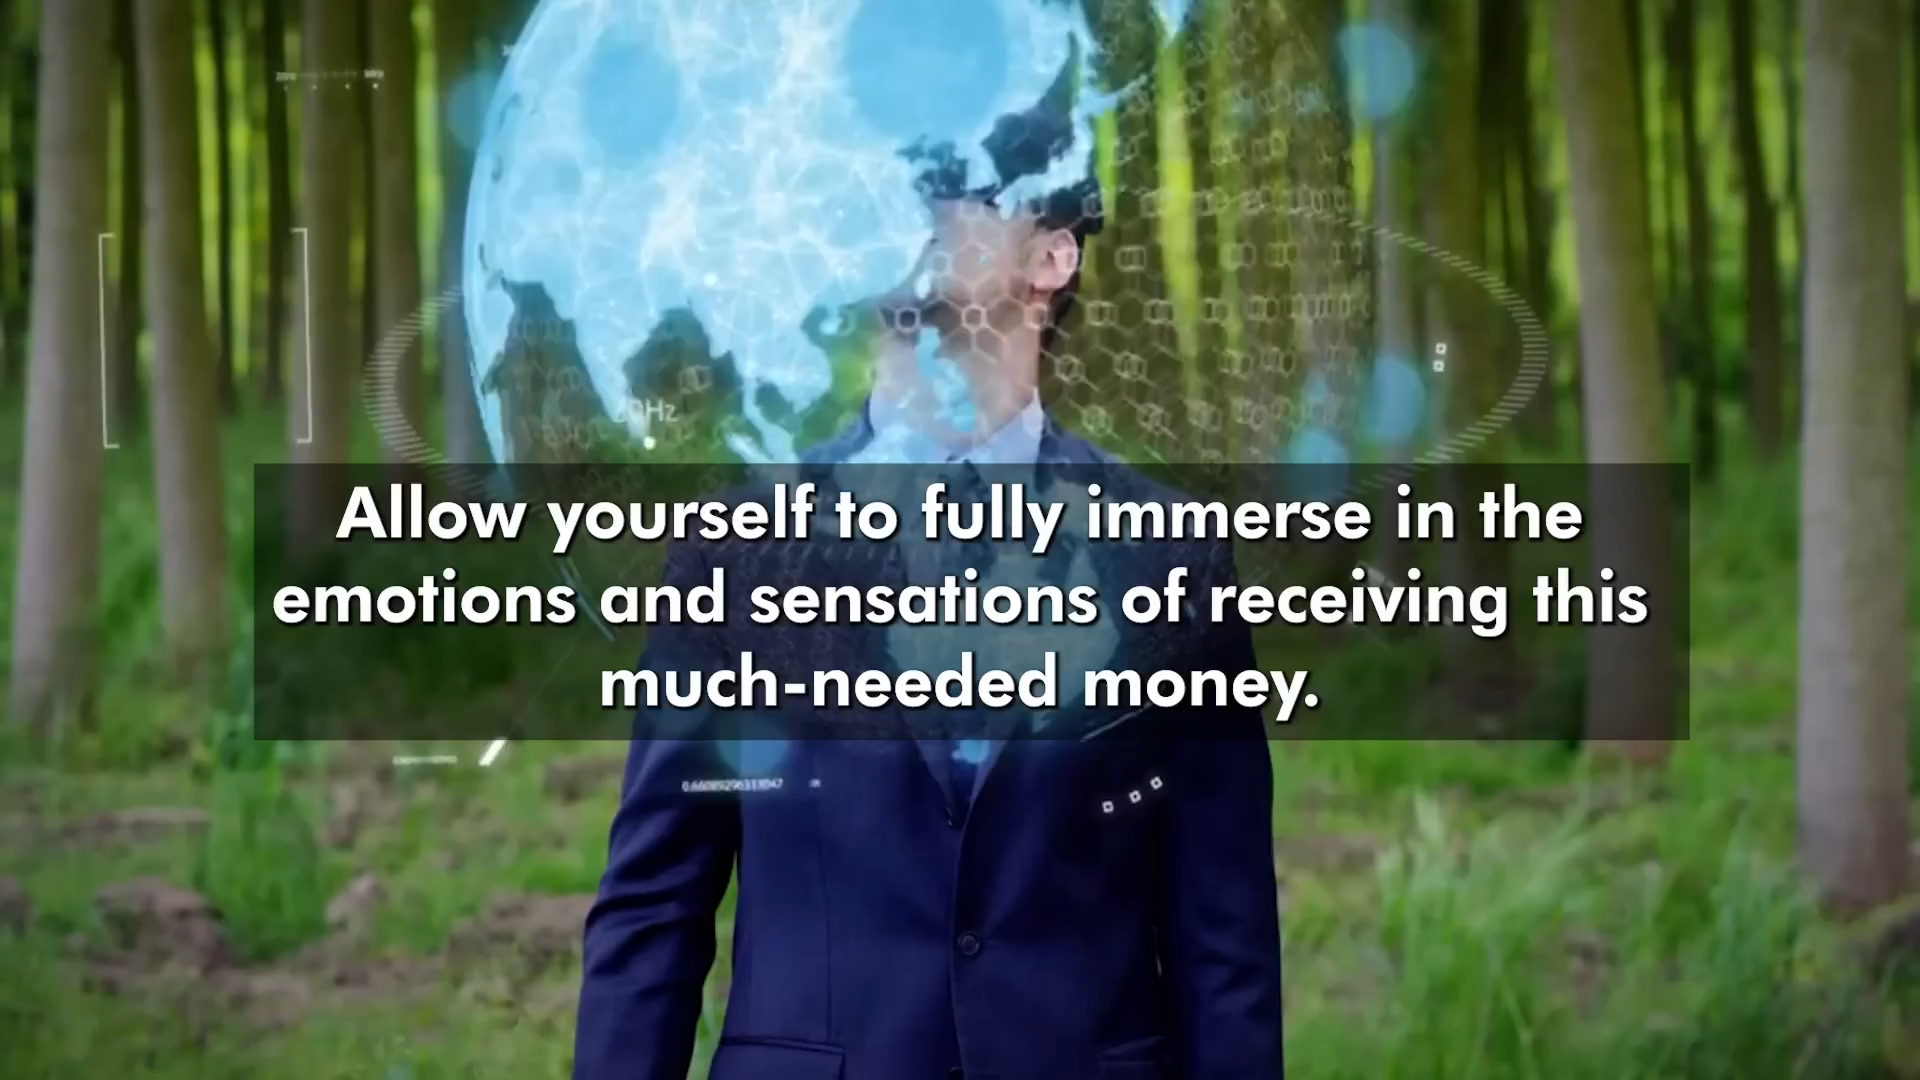 Allow yourself to fully immerse in the
emotions and sensations of receiving this
much-needed money.